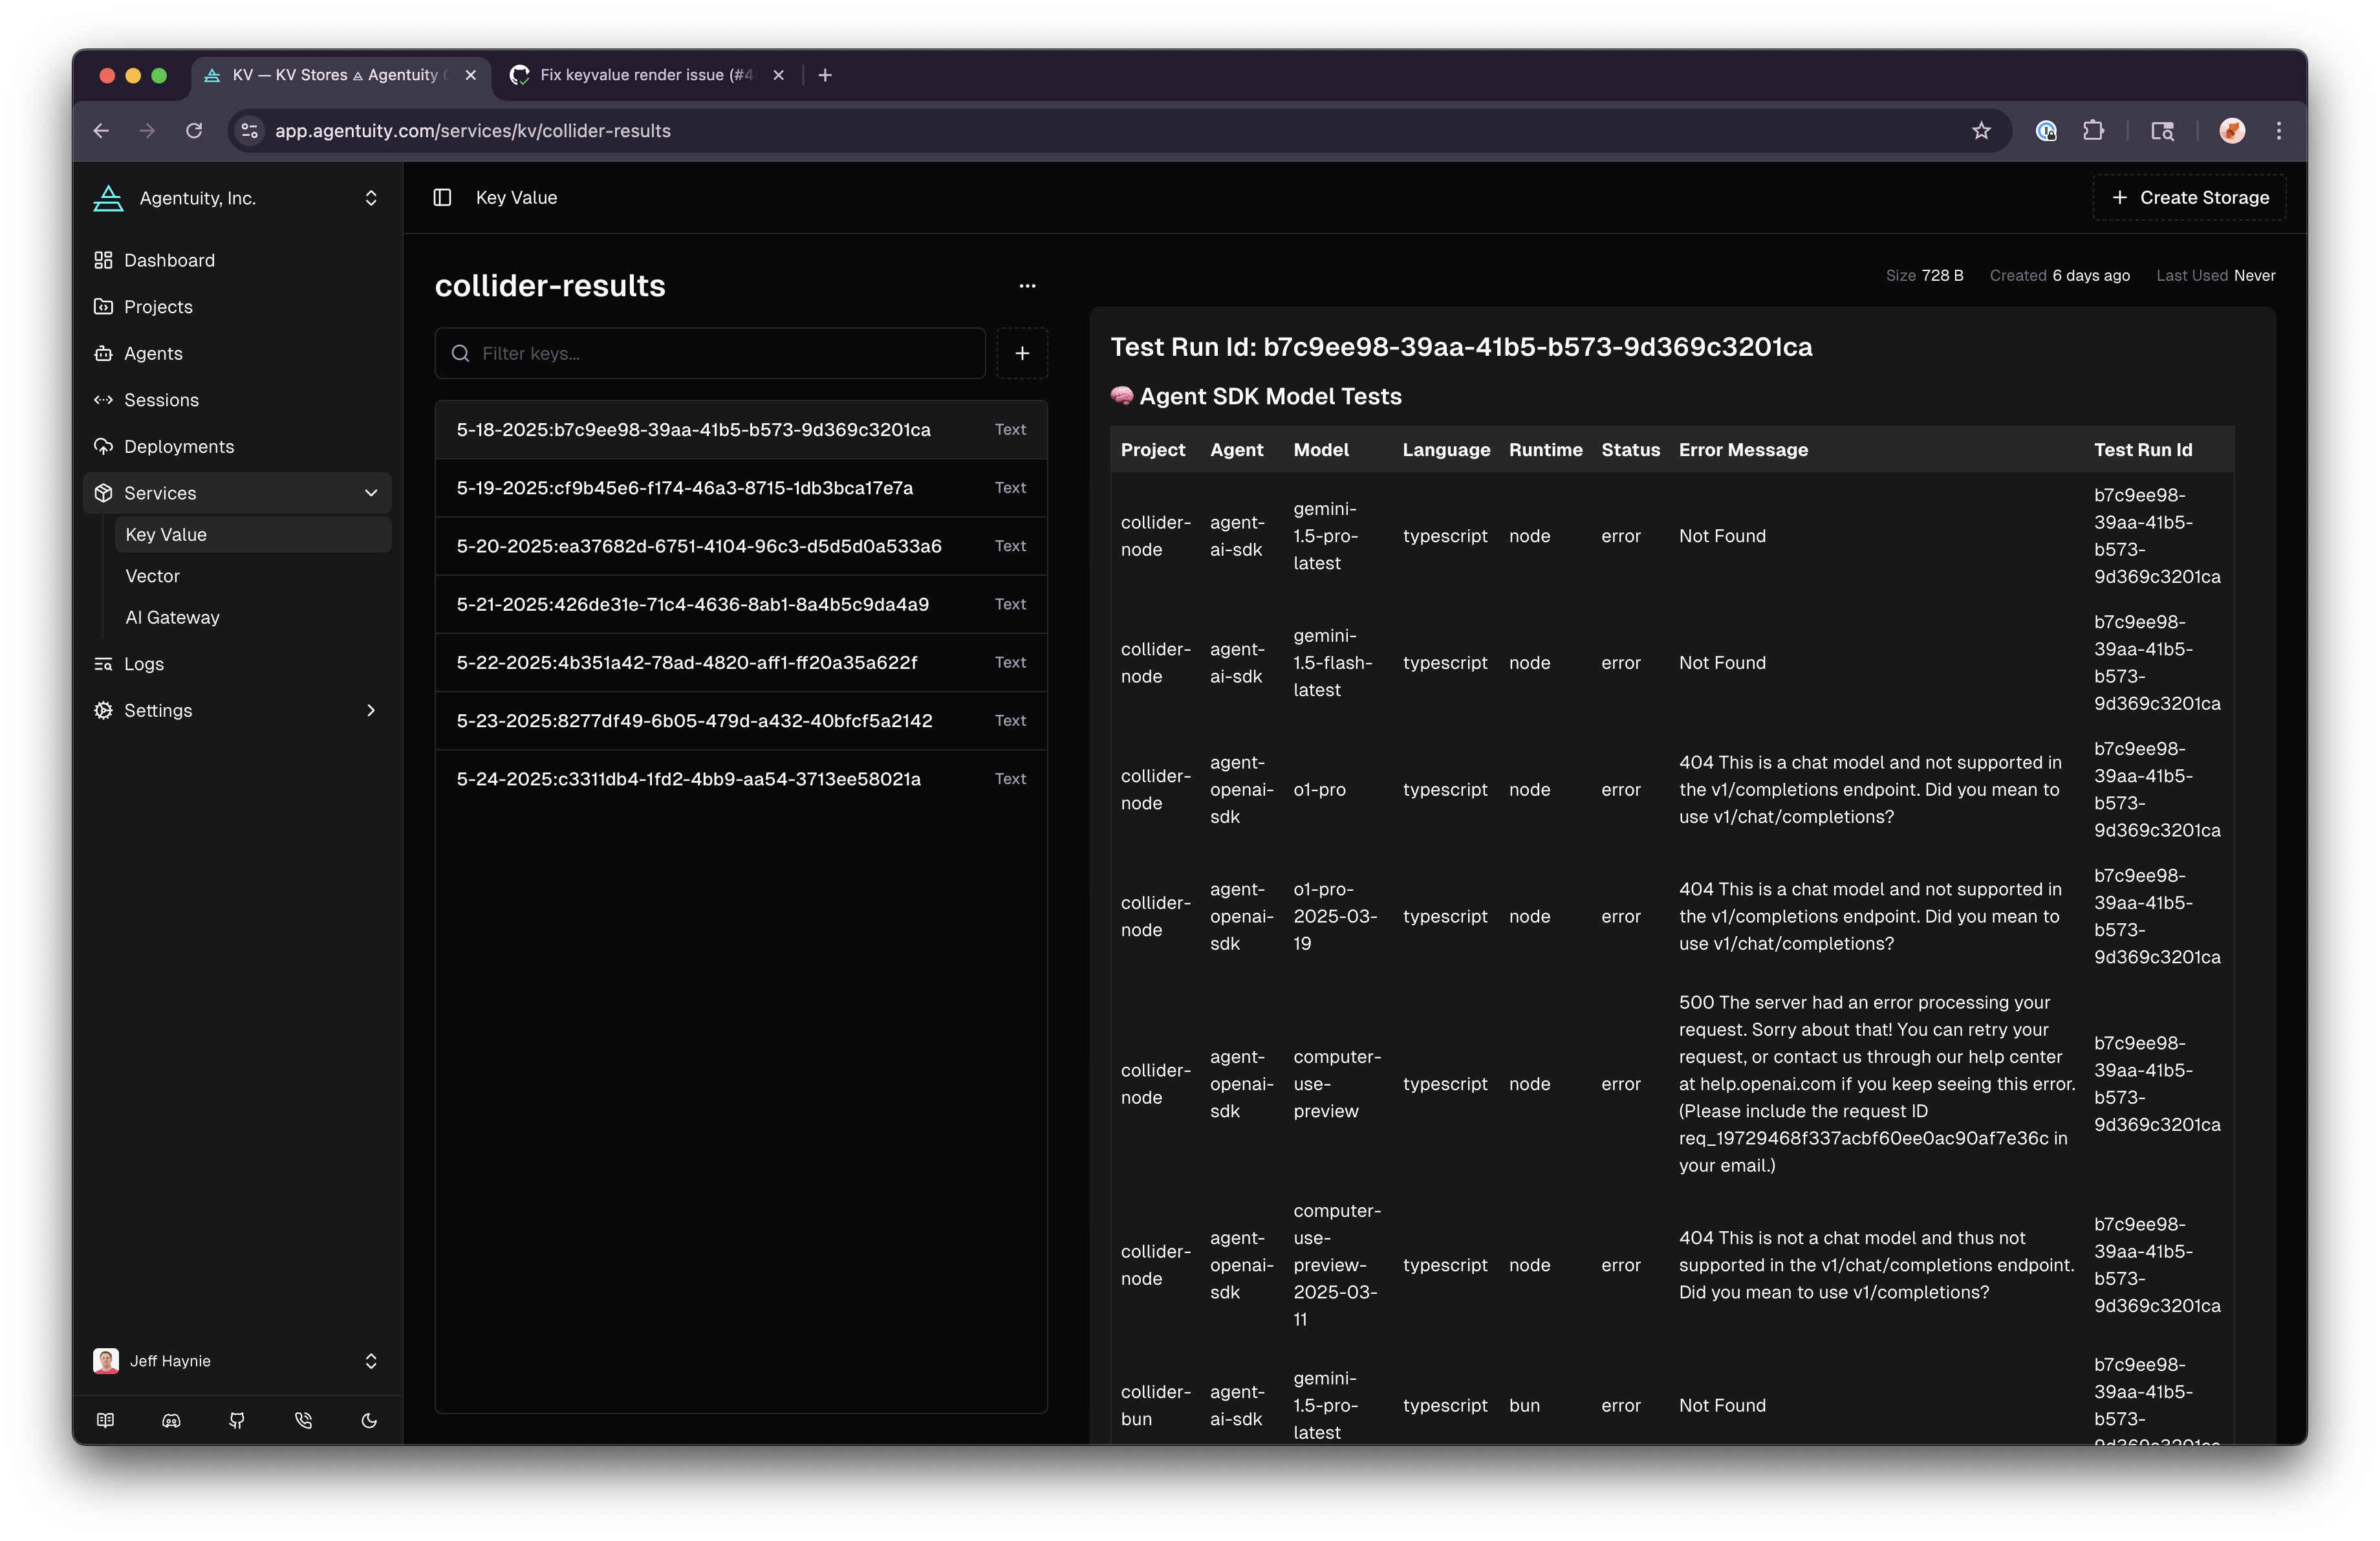 KV — KV Stores ⟁ Agentuity
Fix keyvalue render issue (#4
app.agentuity.com/services/kv/collider-results
Agentuity, Inc.
Dashboard
Projects
Agents
Sessions
Deployments
Services
Key Value
Vector
AI Gateway
Logs
Settings
Jeff Haynie
Key Value
Create Storage
collider-results
Filter keys...
5-18-2025:b7c9ee98-39aa-41b5-b573-9d369c3201ca Text
5-19-2025:cf9b45e6-f174-46a3-8715-1db3bca17e7a Text
5-20-2025:ea37682d-6751-4104-96c3-d5d5d0a533a6 Text
5-21-2025:426de31e-71c4-4636-8ab1-8a4b5c9da4a9 Text
5-22-2025:4b351a42-78ad-4820-aff1-ff20a35a622f Text
5-23-2025:8277df49-6b05-479d-a432-40bfcf5a2142 Text
5-24-2025:c3311db4-1fd2-4bb9-aa54-3713ee58021a Text
Size 728 B Created 6 days ago Last Used Never
Test Run Id: b7c9ee98-39aa-41b5-b573-9d369c3201ca
🧠 Agent SDK Model Tests
Project Agent Model Language Runtime Status Error Message Test Run Id
collider-
node
agent-
ai-sdk
gemini-
1.5-pro-
latest
typescript
node
error
Not Found
b7c9ee98-
39aa-41b5-
b573-
9d369c3201ca
collider-
node
agent-
ai-sdk
gemini-
1.5-flash-
latest
typescript
node
error
Not Found
b7c9ee98-
39aa-41b5-
b573-
9d369c3201ca
collider-
node
agent-
openai-
sdk
o1-pro
typescript
node
error
404 This is a chat model and not supported in
the v1/completions endpoint. Did you mean to
use v1/chat/completions?
b7c9ee98-
39aa-41b5-
b573-
9d369c3201ca
collider-
node
agent-
openai-
sdk
o1-pro-
2025-03-
19
typescript
node
error
404 This is a chat model and not supported in
the v1/completions endpoint. Did you mean to
use v1/chat/completions?
b7c9ee98-
39aa-41b5-
b573-
9d369c3201ca
collider-
node
agent-
openai-
sdk
computer-
use-
preview
typescript
node
error
500 The server had an error processing your
request. Sorry about that! You can retry your
request, or contact us through our help center
at help.openai.com if you keep seeing this error.
(Please include the request ID
req_19729468f337acbf60ee0ac90af7e36c in
your email.)
b7c9ee98-
39aa-41b5-
b573-
9d369c3201ca
collider-
node
agent-
openai-
sdk
computer-
use-
preview-
2025-03-
11
typescript
node
error
404 This is not a chat model and thus not
supported in the v1/chat/completions endpoint.
Did you mean to use v1/completions?
b7c9ee98-
39aa-41b5-
b573-
9d369c3201ca
collider-
bun
agent-
ai-sdk
gemini-
1.5-pro-
latest
typescript
bun
error
Not Found
b7c9ee98-
39aa-41b5-
b573-